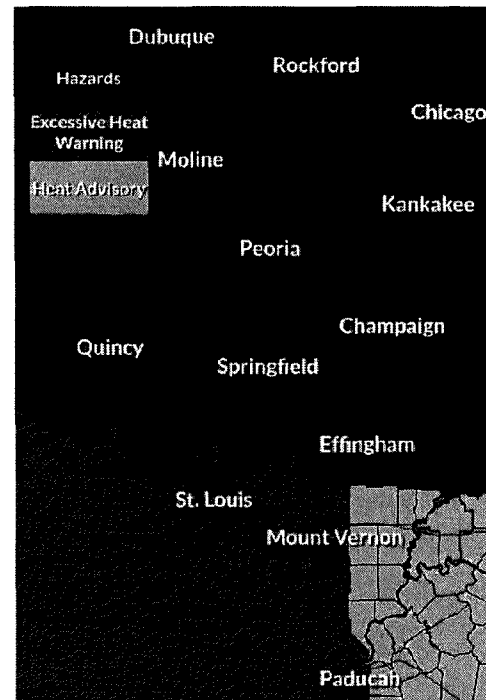 Dubuque
Rockford
Hazards
Chicago
Excessive Heat
Warning
Moline
Heat Advisory
Kankakee
Peoria
Champaign
Quincy
Springfield
Effingham
St. Louis
Mount Vernon
Paducah